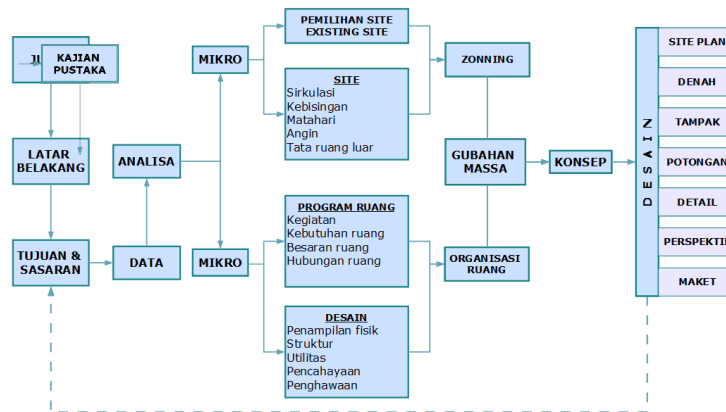 KAJIAN
PUSTAKA
LATAR
BELAKANG
TUJUAN &
SASARAN
DATA
ANALISA
MIKRO
MIKRO
PEMILIHAN SITE
EXISTING SITE
SITE
Sirkulasi
Kebisingan
Matahari
Angin
Tata ruang luar
PROGRAM RUANG
Kegiatan
Kebutuhan ruang
Besaran ruang
Hubungan ruang
DESAIN
Penampilan fisik
Struktur
Utilitas
Pencahayaan
Penghawaan
ZONNING
GUBAHAN
MASSA
ORGANISASI
RUANG
KONSEP
DESAIN
SITE PLAN
DENAH
TAMPAK
POTONGAN
DETAIL
MAKET